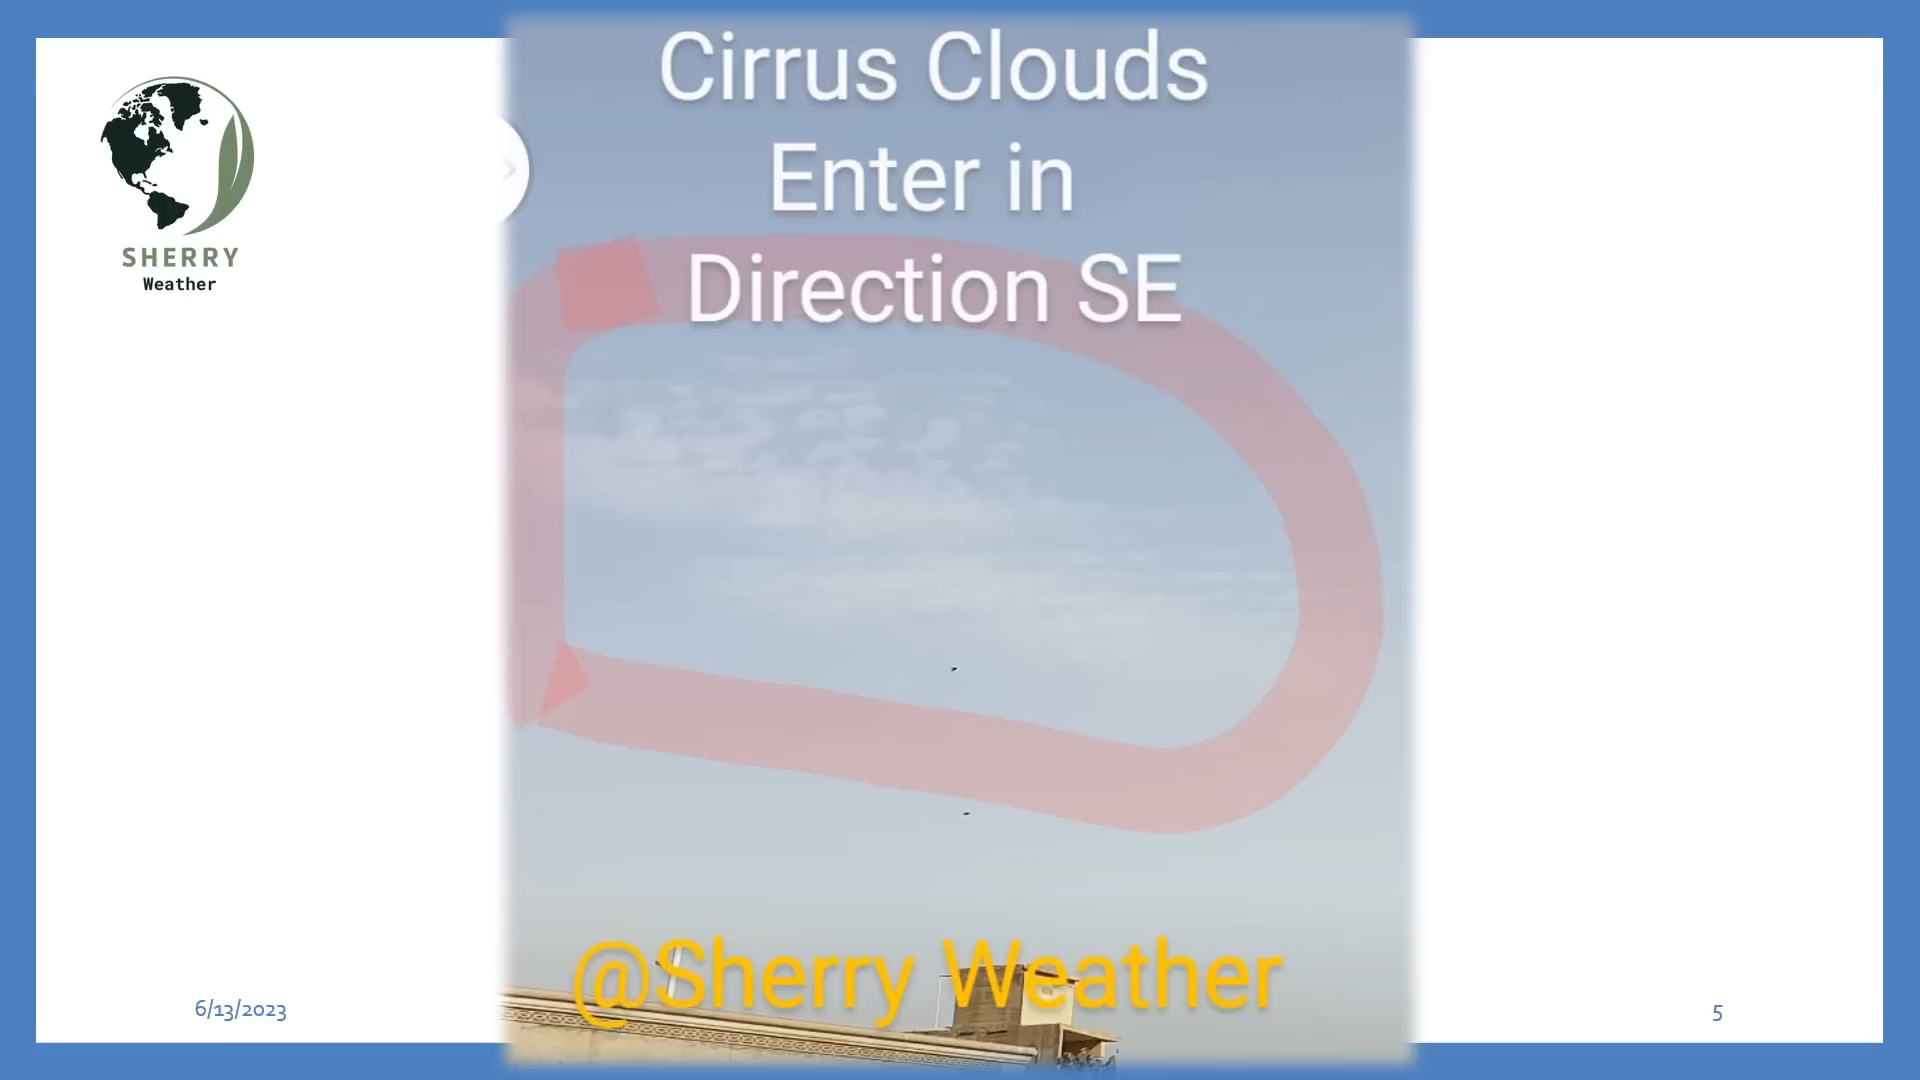 Cirrus Clouds
Enter in
Direction SE
SHERRY
Weather
@Sherry Weather
6/13/2023
5